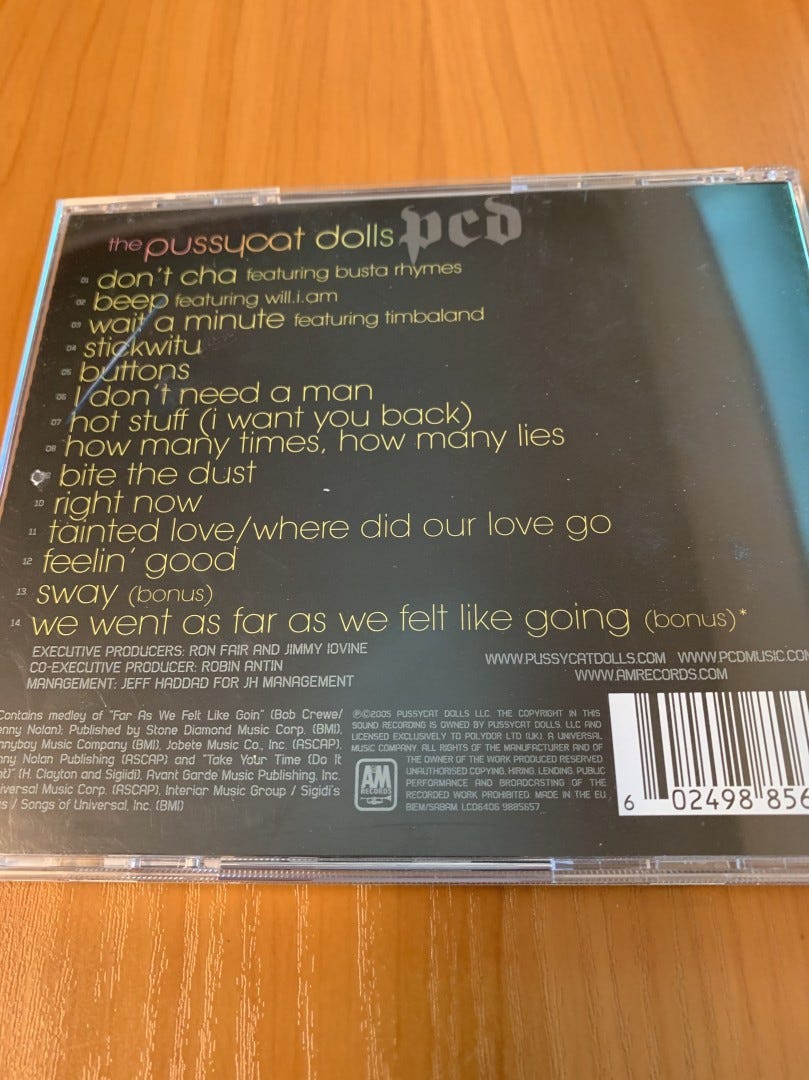 the pussycat dolls pcd
01 don't cha featuring busta rhymes
02 beep featuring will.i.am
03 wait a minute featuring timbaland
04 stickwitu
05 buttons
06 I don't need a man
07 hot stuff (i want you back)
08 how many times, how many lies
bite the dust
10 right now
11 tainted love/where did our love go
12 feelin' good
13 sway (bonus)
14 we went as far as we felt like going (bonus)*
EXECUTIVE PRODUCERS: RON FAIR AND JIMMY IOVINE
CO-EXECUTIVE PRODUCER: ROBIN ANTIN
MANAGEMENT: JEFF HADDAD FOR JH MANAGEMENT
WWW.PUSSYCATDOLLS.COM WWW.PCDMUSIC.COM
WWW.AMRECORDS.COM
Contains medley of "Far As We Felt Like Goin" (Bob Crewe/
Nolan); Published by Stone Diamond Music Corp. (BMI),
Music Company (BMI), Jobete Music Co., Inc. (ASCAP),
Nolan Publishing (ASCAP) and "Take Your Time (Do It
(H. Clayton and Sigidi), Avant Garde Music Publishing, Inc.
Music Corp. (ASCAP), Interior Music Group / Sigidi's
/ Songs of Universal, Inc. (BMI)
℗©2005 PUSSYCAT DOLLS LLC. THE COPYRIGHT IN THIS
SOUND RECORDING IS OWNED BY PUSSYCAT DOLLS, LLC AND
LICENSED EXCLUSIVELY TO POLYDOR LTD (UK). A UNIVERSAL
MUSIC COMPANY. ALL RIGHTS OF THE MANUFACTURER AND OF
THE OWNER OF THE WORK PRODUCED RESERVED.
UNAUTHORISED COPYING, HIRING, LENDING, PUBLIC
PERFORMANCE AND BROADCASTING OF THE
RECORDED WORK PROHIBITED. MADE IN THE EU.
BIEM/SABAM. LC06406 9885657
AM
RECORDS
6 02498 856